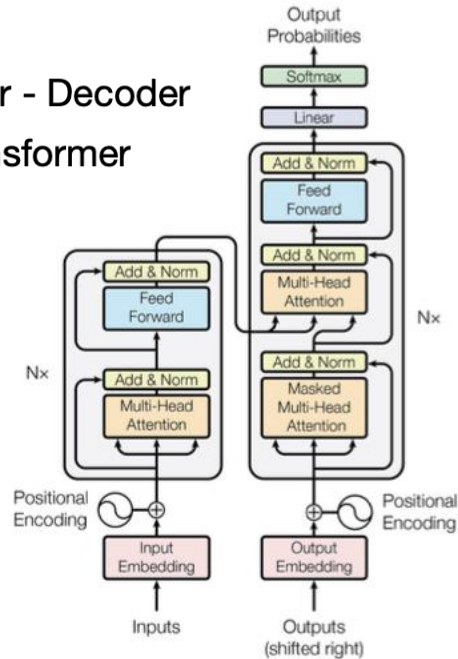 Output
Probabilities
r - Decoder
nsformer
Softmax
Linear
Add & Norm
Feed
Forward
Add & Norm
Multi-Head
Attention
Add & Norm
Masked
Multi-Head
Attention
Nx
Add & Norm
Feed
Forward
Add & Norm
Multi-Head
Attention
Nx
Positional
Encoding
Positional
Encoding
Input
Embedding
Output
Embedding
Inputs
Outputs
(shifted right)